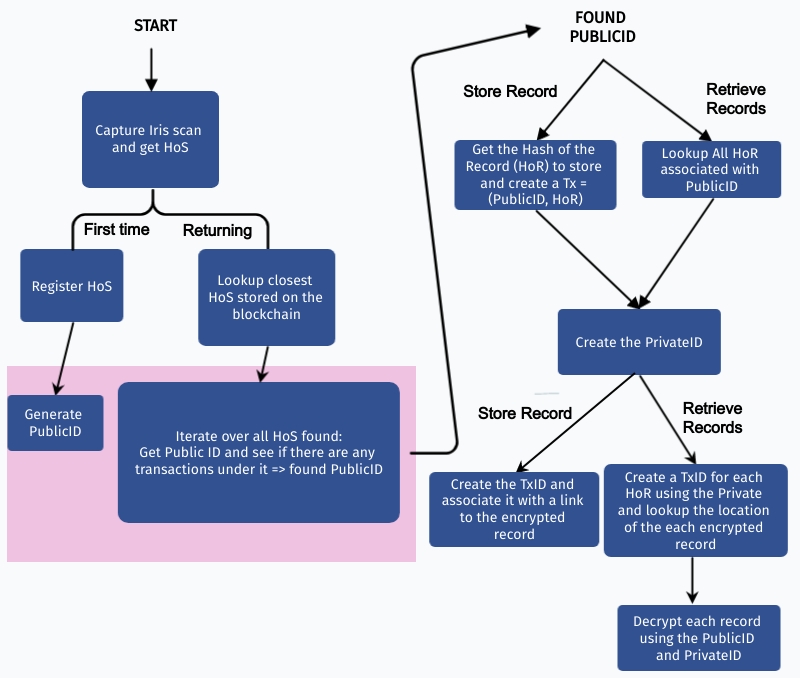 START
Capture Iris scan
and get HoS
First time
Returning
Register HoS
Lookup closest
HoS stored on the
blockchain
Generate
PublicID
Iterate over all HoS found:
Get Public ID and see if there are any
transactions under it => found PublicID
FOUND
PUBLICID
Store Record
Retrieve
Records
Get the Hash of the
Record (HoR) to store
and create a Tx =
(PublicID, HoR)
Lookup All HoR
associated with
PublicID
Create the PrivateID
Store Record
Retrieve
Records
Create the TxID and
associate it with a link
to the encrypted
record
Create a TxID for each
HoR using the Private
and lookup the location
of the each encrypted
record
Decrypt each record
using the PublicID
and PrivateID